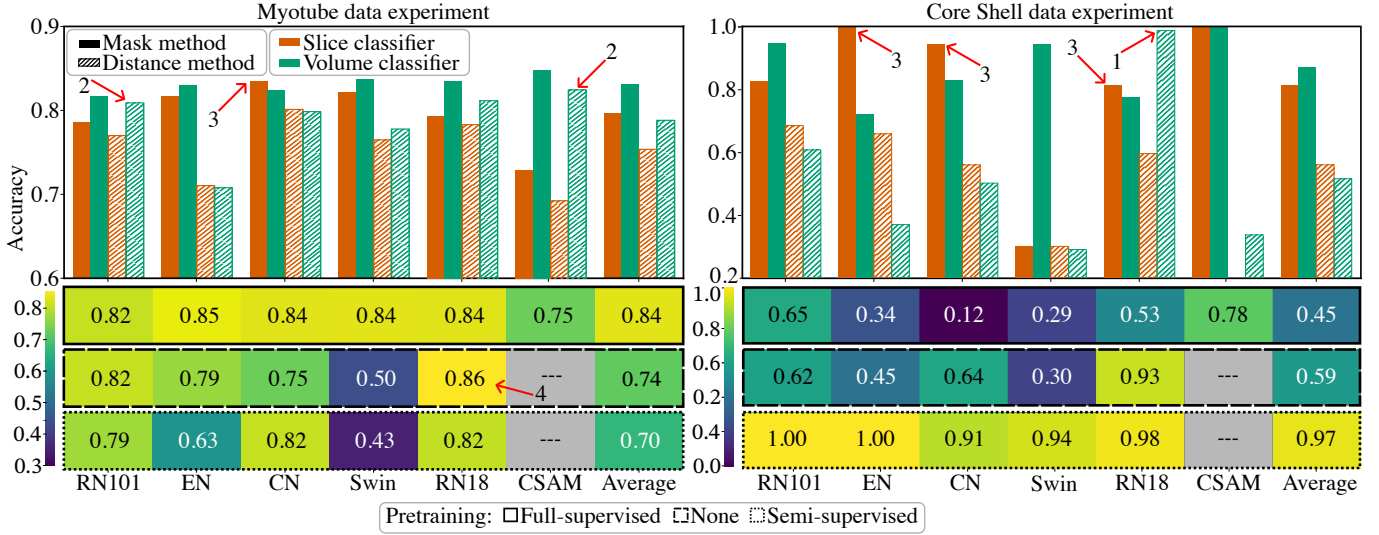 Myotube data experiment
Core Shell data experiment
Mask method
Distance method
Slice classifier
Volume classifier
Accuracy
0.9
0.8
0.7
0.6
2
3
2
1.0
0.8
0.6
0.4
0.2
3
3
3
1
0.8
0.7
0.6
0.5
0.4
0.3
0.82 0.85 0.84 0.84 0.84 0.75 0.84
0.82 0.79 0.75 0.50 0.86 --- 0.74
4
0.79 0.63 0.82 0.43 0.82 --- 0.70
RN101 EN CN Swin RN18 CSAM Average
1.0
0.8
0.6
0.2
0.4
0.0
0.65 0.34 0.12 0.29 0.53 0.78 0.45
0.62 0.45 0.64 0.30 0.93 --- 0.59
1.00 1.00 0.91 0.94 0.98 --- 0.97
RN101 EN CN Swin RN18 CSAM Average
Pretraining: Full-supervised None Semi-supervised